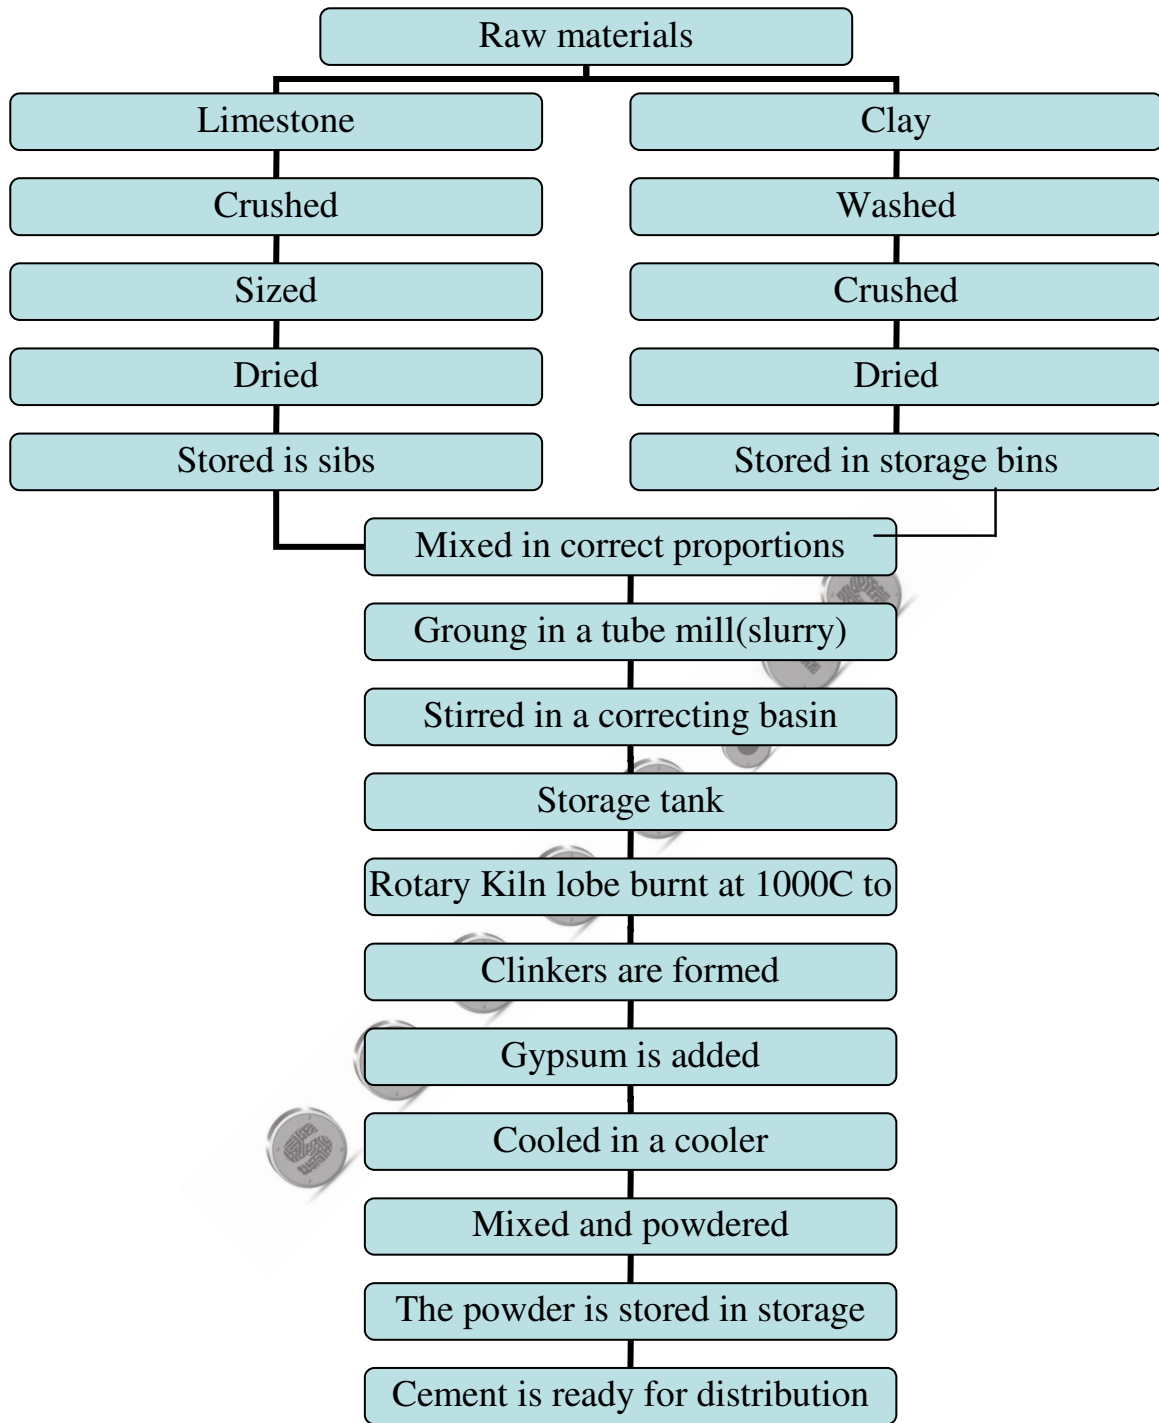 Raw materials
Limestone
Clay
Crushed
Washed
Sized
Crushed
Dried
Dried
Stored is sibs
Stored in storage bins
Mixed in correct proportions
Groung in a tube mill(slurry)
Stirred in a correcting basin
Storage tank
Rotary Kiln lobe burnt at 1000C to
Clinkers are formed
Gypsum is added
Cooled in a cooler
Mixed and powdered
The powder is stored in storage
Cement is ready for distribution